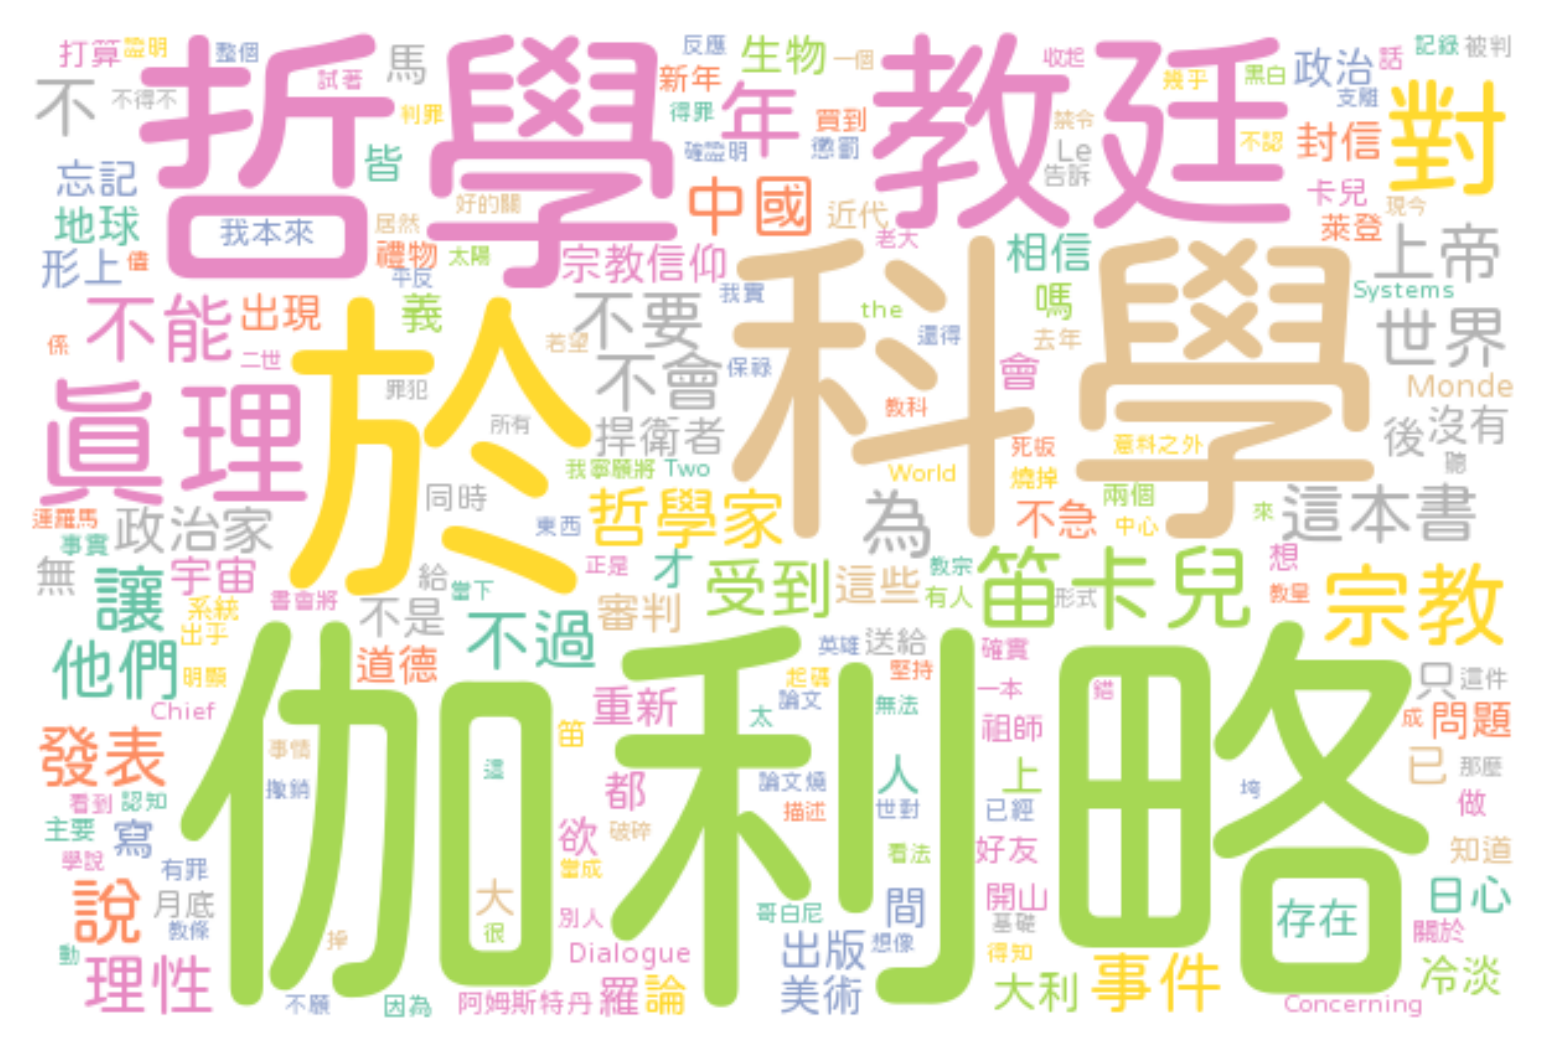 打算
證明
整個
試著
馬
反應
生物
一個
收起
幾乎
黑白
政治
話
記錄
被判
不
不得不
哲學
判罪
新年
得罪
年
買到
教廷
禁令
支離
對
忘記
皆
確證明
懲罰
Le
告訴
不認
封信
地球
我本來
居然
好的關
中國
近代
卡兒
現今
萊登
形上
儘
禮物
太陽
平反
宗教信仰
老大
相信
上帝
不能
出現
義
不要
我實
科學
the
還得
嗎
去年
Systems
係
二世
若望
世界
真理
於
罪犯
不會
保祿
會
Monde
所有
捍衛者
教科
死板
意料之外
後
沒有
聽
我寧願將
Two
World
燒掉
同時
哲學家
兩個
不急
中心
來
這本書
連羅馬
政治家
事實
東西
為
無
讓
宇宙
給
當下
正是
才
受到
這些
教宗
有人
笛卡兒
形式
想
教皇
宗教
系統
出乎
書會將
不是
不過
審判
他們
明顯
道德
英雄
送給
堅持
確實
只
這件
Chief
伽利略
重新
起碼
論文
無法
一本
錯
成
問題
發表
事情
笛
太
祖師
已
那麼
撤銷
這
都
論文燒
人
上
垮
看到
認知
描述
世對
已經
做
主要
寫
欲
破碎
學說
有罪
當成
看法
好友
知道
說
月底
大
別人
哥白尼
間
開山
存在
日心
教條
很
基礎
關於
動
掙
Dialogue
出版
想像
得知
理性
不願
因為
阿姆斯特丹
羅
論
美術
大利
事件
冷淡
Concerning